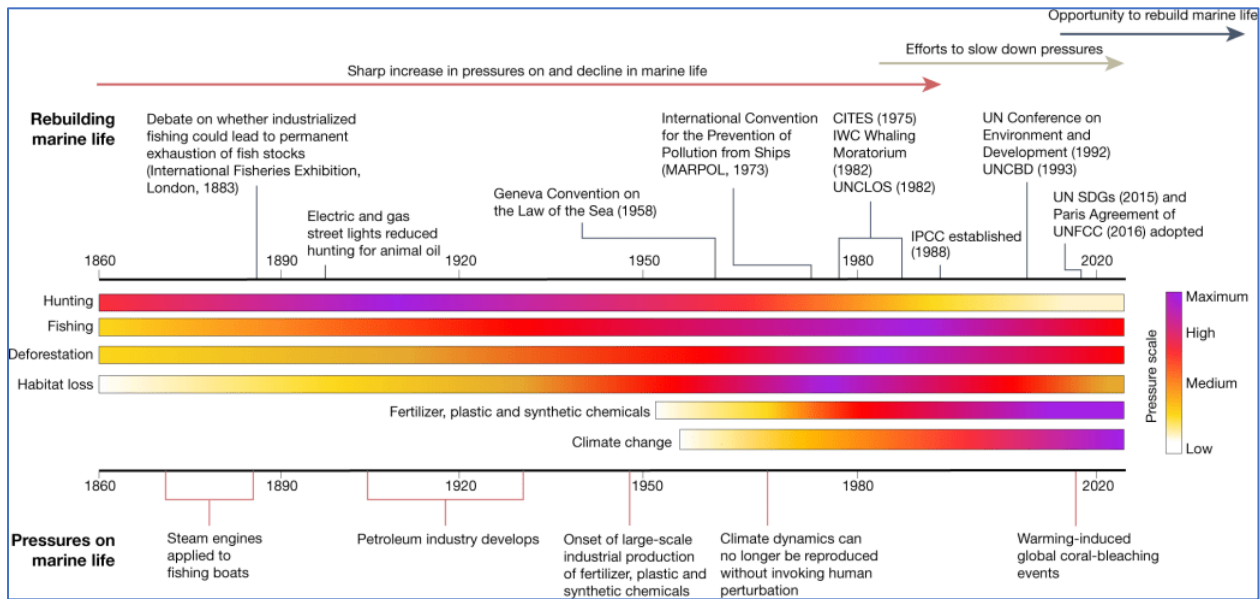 Opportunity to rebuild marine life
Efforts to slow down pressures
Sharp increase in pressures on and decline in marine life
Rebuilding
marine life
Debate on whether industrialized
fishing could lead to permanent
exhaustion of fish stocks
(International Fisheries Exhibition,
London, 1883)
Electric and gas
street lights reduced
hunting for animal oil
Geneva Convention on
the Law of the Sea (1958)
International Convention
for the Prevention of
Pollution from Ships
(MARPOL, 1973)
CITES (1975)
IWC Whaling
Moratorium
(1982)
UNCLOS (1982)
IPCC established
(1988)
UN Conference on
Environment and
Development (1992)
UNCBD (1993)
UN SDGs (2015) and
Paris Agreement of
UNFCC (2016) adopted
1860 1890 1920 1950 1980 2020
Hunting
Fishing
Deforestation
Habitat loss
Fertilizer, plastic and synthetic chemicals
Climate change
Pressure scale
Maximum
High
Medium
Low
1860 1890 1920 1950 1980 2020
Pressures on
marine life
Steam engines
applied to
fishing boats
Petroleum industry develops
Onset of large-scale
industrial production
of fertilizer, plastic and
synthetic chemicals
Climate dynamics can
no longer be reproduced
without invoking human
perturbation
Warming-induced
global coral-bleaching
events